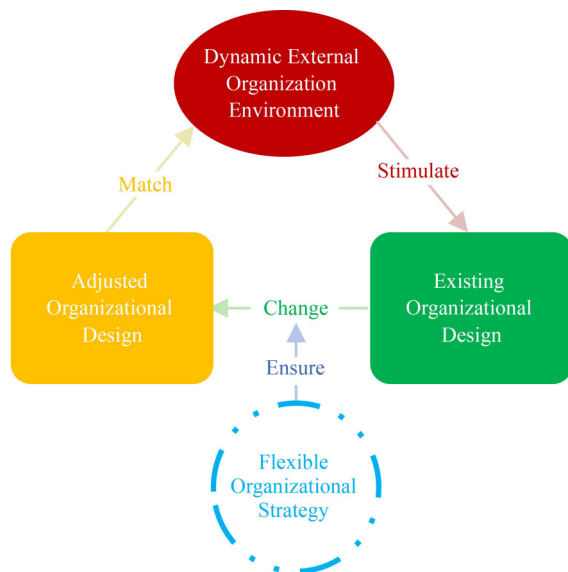 Dynamic External
Organization
Environment
Match
Stimulate
Adjusted
Organizational
Design
Existing
Organizational
Design
Change
Ensure
Flexible
Organizational
Strategy